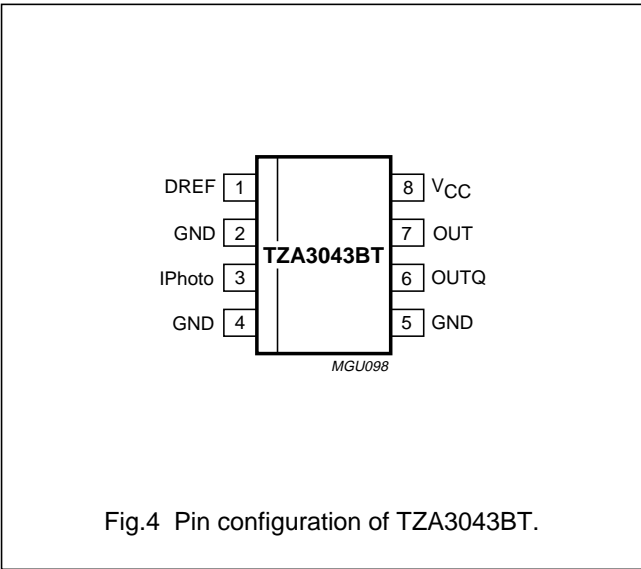 DREF 1
GND 2
IPhoto 3
GND 4
TZA3043BT
8 VCC
7 OUT
6 OUTQ
5 GND
MGU098
Fig.4 Pin configuration of TZA3043BT.